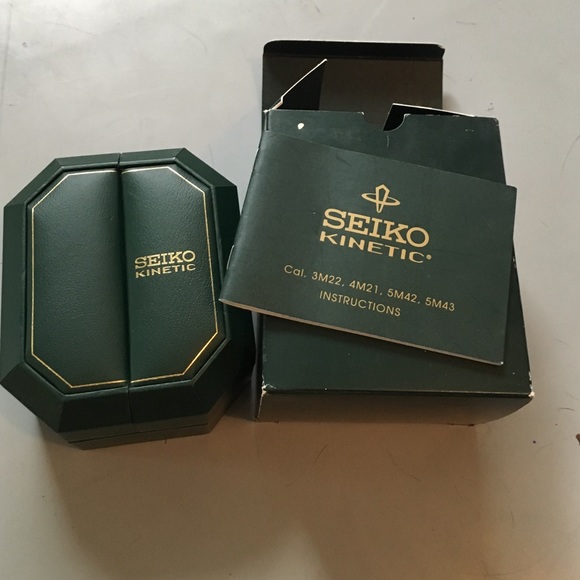 SEIKO
KINETIC
SEIKO
KINETIC®
Cal. 3M22, 4M21, 5M42, 5M43
INSTRUCTIONS